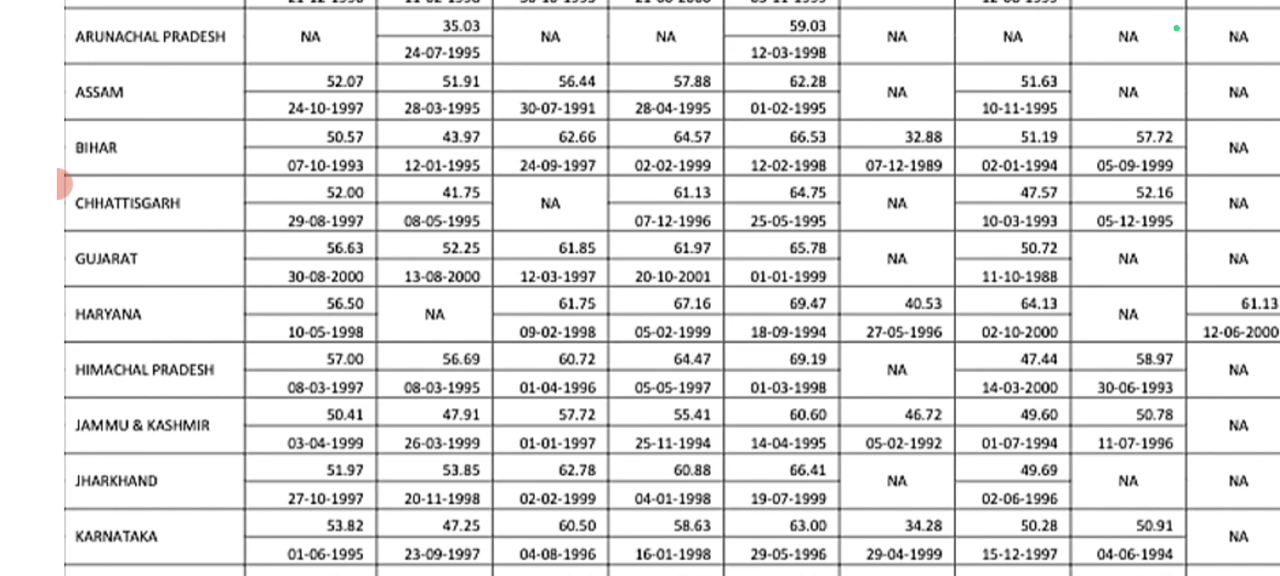 ARUNACHAL PRADESH NA 35.03 NA NA 59.03 NA NA NA NA
24-07-1995 12-03-1998
ASSAM 52.07 51.91 56.44 57.88 62.28 NA 51.63 NA NA
24-10-1997 28-03-1995 30-07-1991 28-04-1995 01-02-1995 10-11-1995
BIHAR 50.57 43.97 62.66 64.57 66.53 32.88 51.19 57.72 NA
07-10-1993 12-01-1995 24-09-1997 02-02-1999 12-02-1998 07-12-1989 02-01-1994 05-09-1999
CHHATTISGARH 52.00 41.75 NA 61.13 64.75 NA 47.57 52.16 NA
29-08-1997 08-05-1995 07-12-1996 25-05-1995 10-03-1993 05-12-1995
GUJARAT 56.63 52.25 61.85 61.97 65.78 NA 50.72 NA NA
30-08-2000 13-08-2000 12-03-1997 20-10-2001 01-01-1999 11-10-1988
HARYANA 56.50 NA 61.75 67.16 69.47 40.53 64.13 NA 61.13
10-05-1998 09-02-1998 05-02-1999 18-09-1994 27-05-1996 02-10-2000 12-06-2000
HIMACHAL PRADESH 57.00 56.69 60.72 64.47 69.19 NA 47.44 58.97 NA
08-03-1997 08-03-1995 01-04-1996 05-05-1997 01-03-1998 14-03-2000 30-06-1993
JAMMU & KASHMIR 50.41 47.91 57.72 55.41 60.60 46.72 49.60 50.78 NA
03-04-1999 26-03-1999 01-01-1997 25-11-1994 14-04-1995 05-02-1992 01-07-1994 11-07-1996
JHARKHAND 51.97 53.85 62.78 60.88 66.41 NA 49.69 NA NA
27-10-1997 20-11-1998 02-02-1999 04-01-1998 19-07-1999 02-06-1996
KARNATAKA 53.82 47.25 60.50 58.63 63.00 34.28 50.28 50.91 NA
01-06-1995 23-09-1997 04-08-1996 16-01-1998 29-05-1996 29-04-1999 15-12-1997 04-06-1994